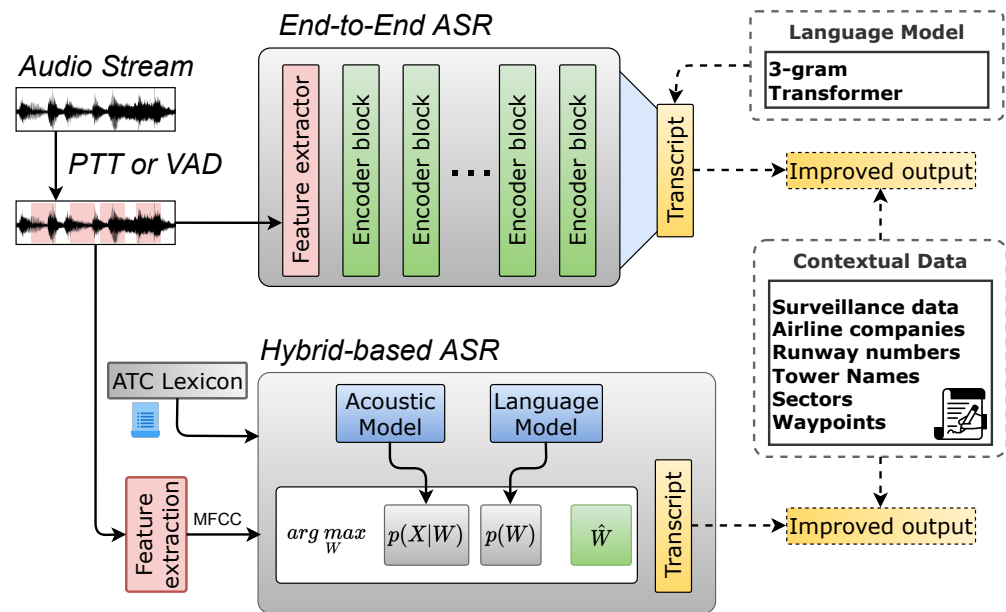 End-to-End ASR
Audio Stream
PTT or VAD
Feature extractor
Encoder block
Encoder block
...
Encoder block
Encoder block
Transcript
Language Model
3-gram
Transformer
Improved output
Contextual Data
Surveillance data
Airline companies
Runway numbers
Tower Names
Sectors
Waypoints
Improved output
Hybrid-based ASR
ATC Lexicon
Acoustic
Model
Language
Model
Feature
extraction
MFCC
arg max
W
p(X|W)
p(W)
Ŵ
Transcript